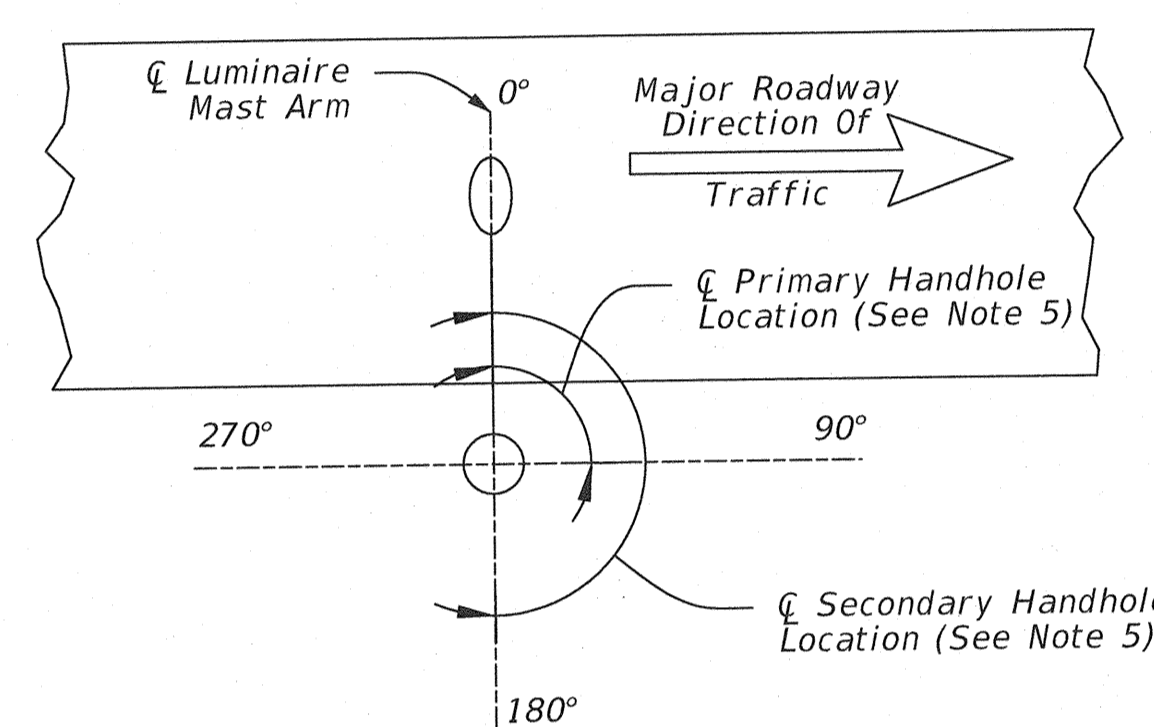 ℄ Luminaire
Mast Arm
0°
Major Roadway
Direction Of
Traffic
℄ Primary Handhole
Location (See Note 5)
270°
90°
℄ Secondary Handhole
Location (See Note 5)
180°